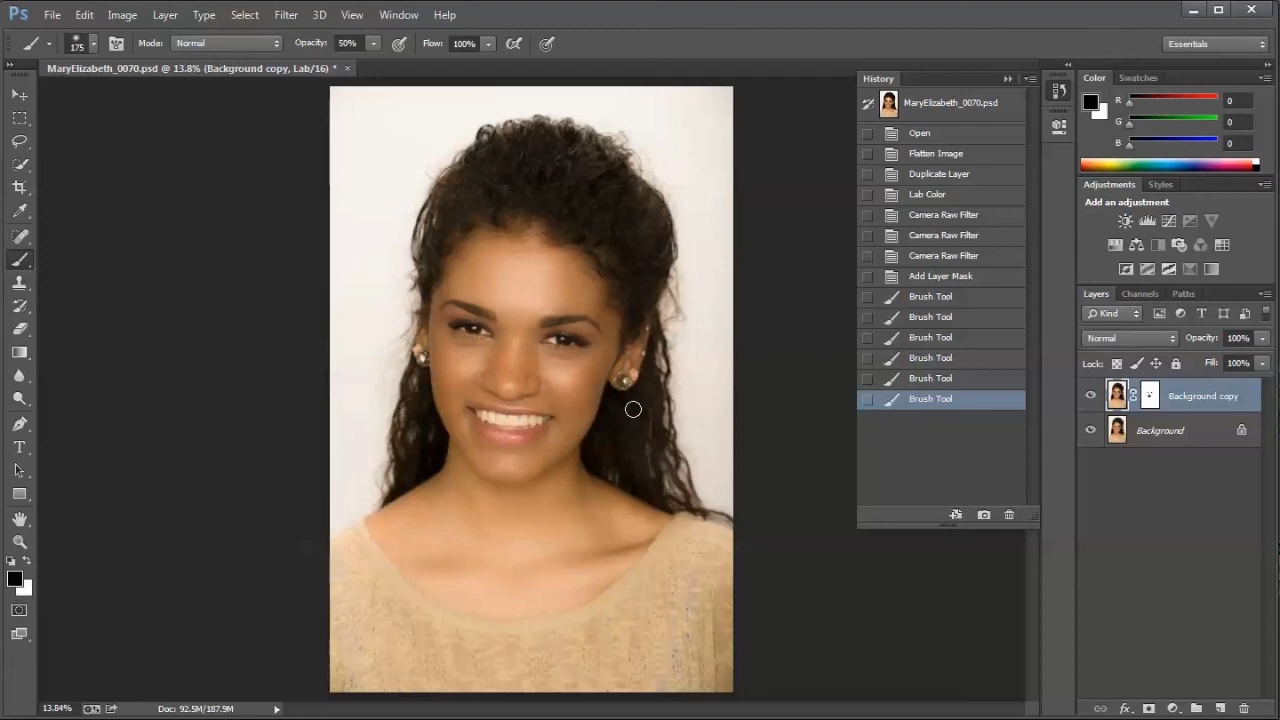 Ps File Edit Image Layer Type Select Filter 3D View Window Help
175 Mode: Normal Opacity: 50% Flow: 100% Essentials
MaryElizabeth_0070.psd @ 13.8% (Background copy, Lab/16) * ×
History
MaryElizabeth_0070.psd
Open
Flatten Image
Duplicate Layer
Lab Color
Camera Raw Filter
Camera Raw Filter
Camera Raw Filter
Add Layer Mask
Brush Tool
Brush Tool
Brush Tool
Brush Tool
Brush Tool
Brush Tool
Color Swatches
R 0
G 0
B 0
Adjustments Styles
Add an adjustment
Layers Channels Paths
Kind
Normal Opacity: 100%
Lock: Fill: 100%
Background copy
Background
13.84% Doc: 92.5M/187.9M